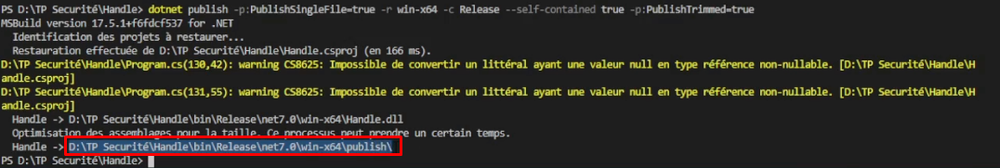 PS D:\TP Securité\Handle> dotnet publish -p:PublishSingleFile=true -r win-x64 -c Release --self-contained true -p:PublishTrimmed=true
MSBuild version 17.5.1+f6fdcf537 for .NET
  Identification des projets à restaurer...
  Restauration effectuée de D:\TP Securité\Handle\Handle.csproj (en 166 ms).
D:\TP Securité\Handle\Program.cs(130,42): warning CS8625: Impossible de convertir un littéral ayant une valeur null en type référence non-nullable. [D:\TP Securité\Handle\H
andle.csproj]
D:\TP Securité\Handle\Program.cs(131,55): warning CS8625: Impossible de convertir un littéral ayant une valeur null en type référence non-nullable. [D:\TP Securité\Handle\H
andle.csproj]
  Handle -> D:\TP Securité\Handle\bin\Release\net7.0\win-x64\Handle.dll
  Optimisation des assemblages pour la taille. Ce processus peut prendre un certain temps.
  Handle -> D:\TP Securité\Handle\bin\Release\net7.0\win-x64\publish\
PS D:\TP Securité\Handle>